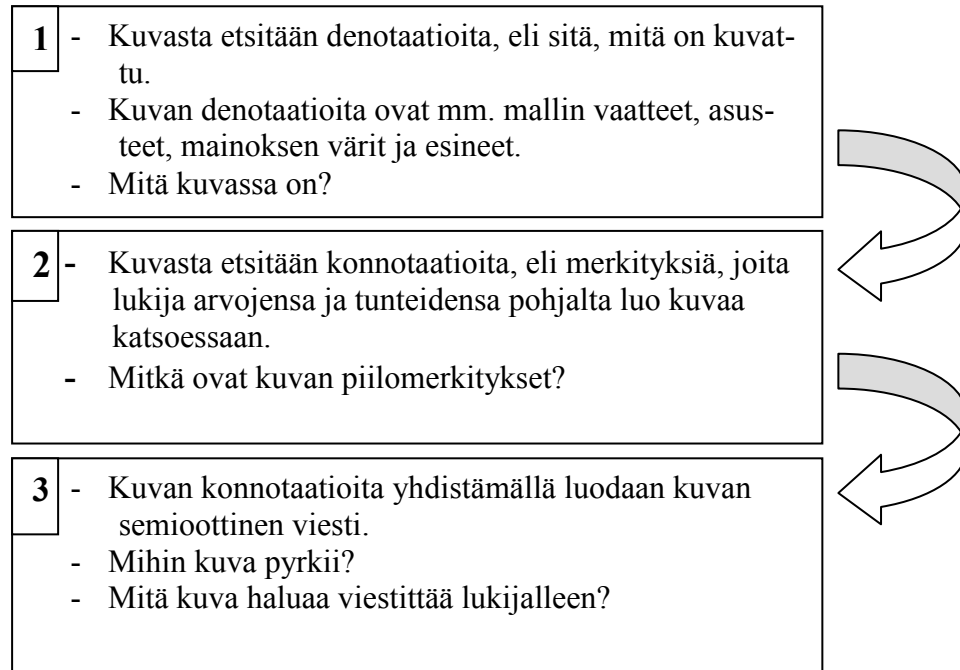 1 - Kuvasta etsitään denotaatioita, eli sitä, mitä on kuvat-
tu.
- Kuvan denotaatioita ovat mm. mallin vaatteet, asus-
teet, mainoksen värit ja esineet.
- Mitä kuvassa on?
2 - Kuvasta etsitään konnotaatioita, eli merkityksiä, joita
lukija arvojensa ja tunteidensa pohjalta luo kuvaa
katsoessaan.
- Mitkä ovat kuvan piilomerkitykset?
3 - Kuvan konnotaatioita yhdistämällä luodaan kuvan
semioottinen viesti.
- Mihin kuva pyrkii?
- Mitä kuva haluaa viestittää lukijalleen?